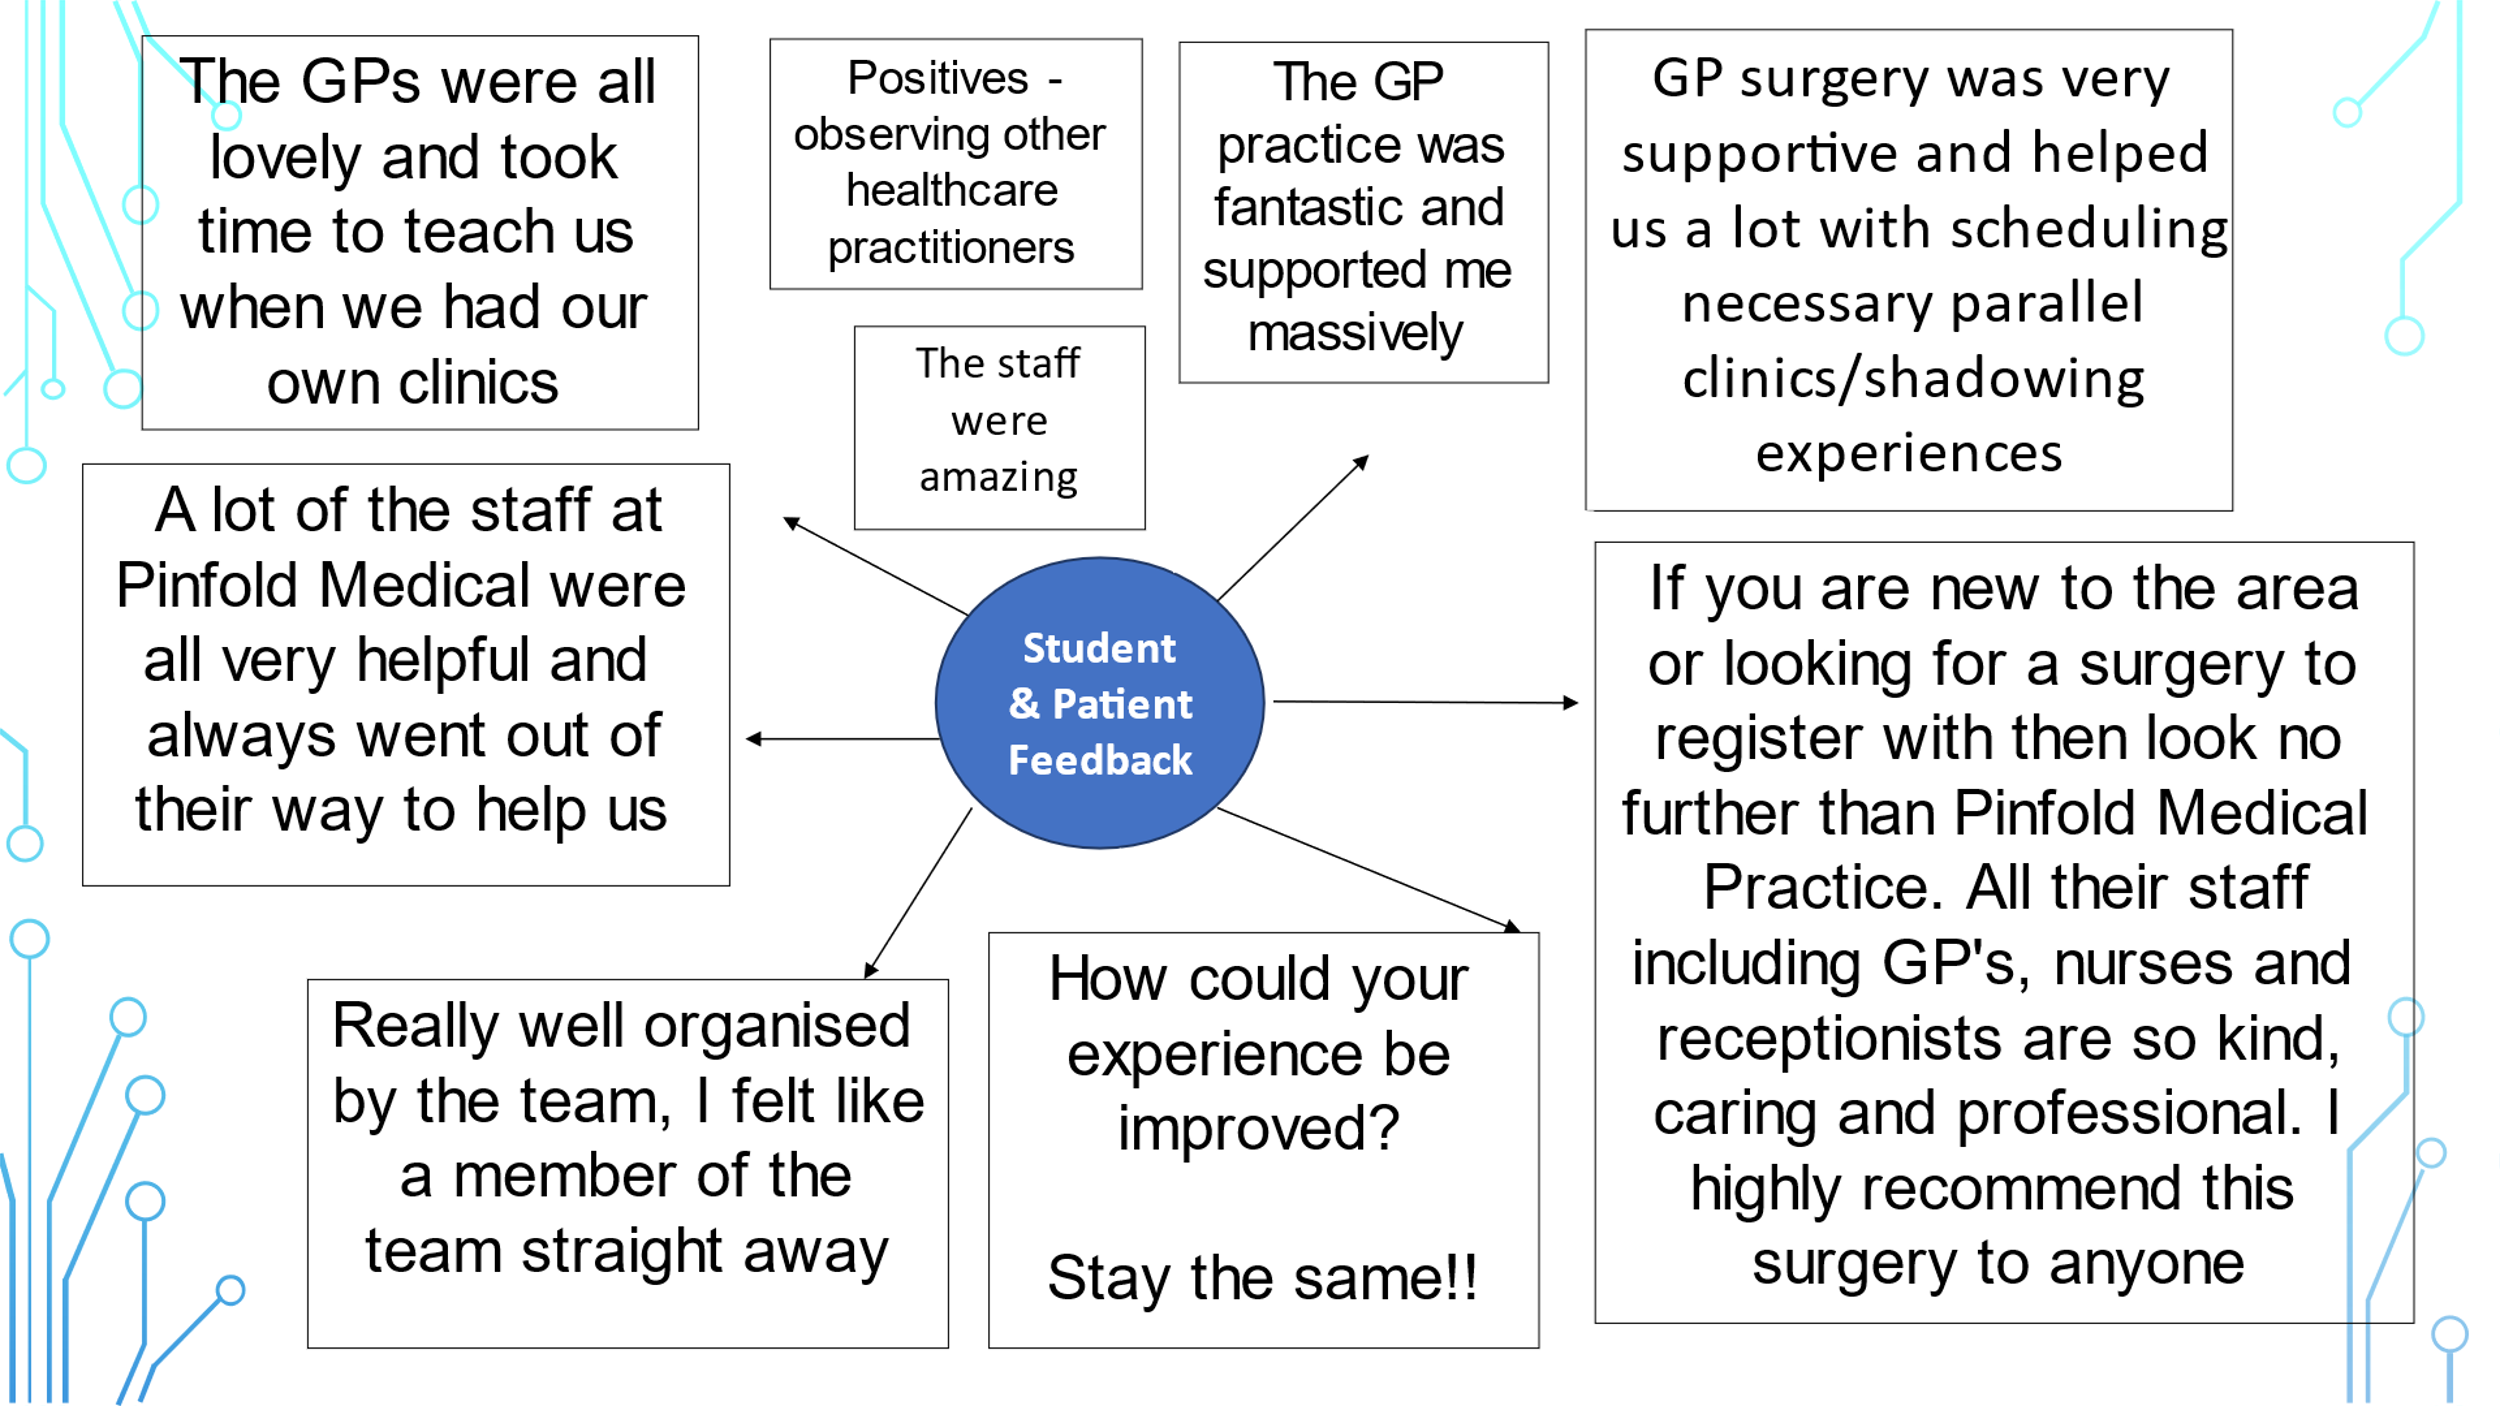 The GPs were all
lovely and took
time to teach us
when we had our
own clinics
Positives -
observing other
healthcare
practitioners
The GP
practice was
fantastic and
supported me
massively
GP surgery was very
supportive and helped
us a lot with scheduling
necessary parallel
clinics/shadowing
experiences
The staff
were
amazing
A lot of the staff at
Pinfold Medical were
all very helpful and
always went out of
their way to help us
Student
& Patient
Feedback
If you are new to the area
or looking for a surgery to
register with then look no
further than Pinfold Medical
Practice. All their staff
including GP's, nurses and
receptionists are so kind,
caring and professional. I
highly recommend this
surgery to anyone
Really well organised
by the team, I felt like
a member of the
team straight away
How could your
experience be
improved?
Stay the same!!